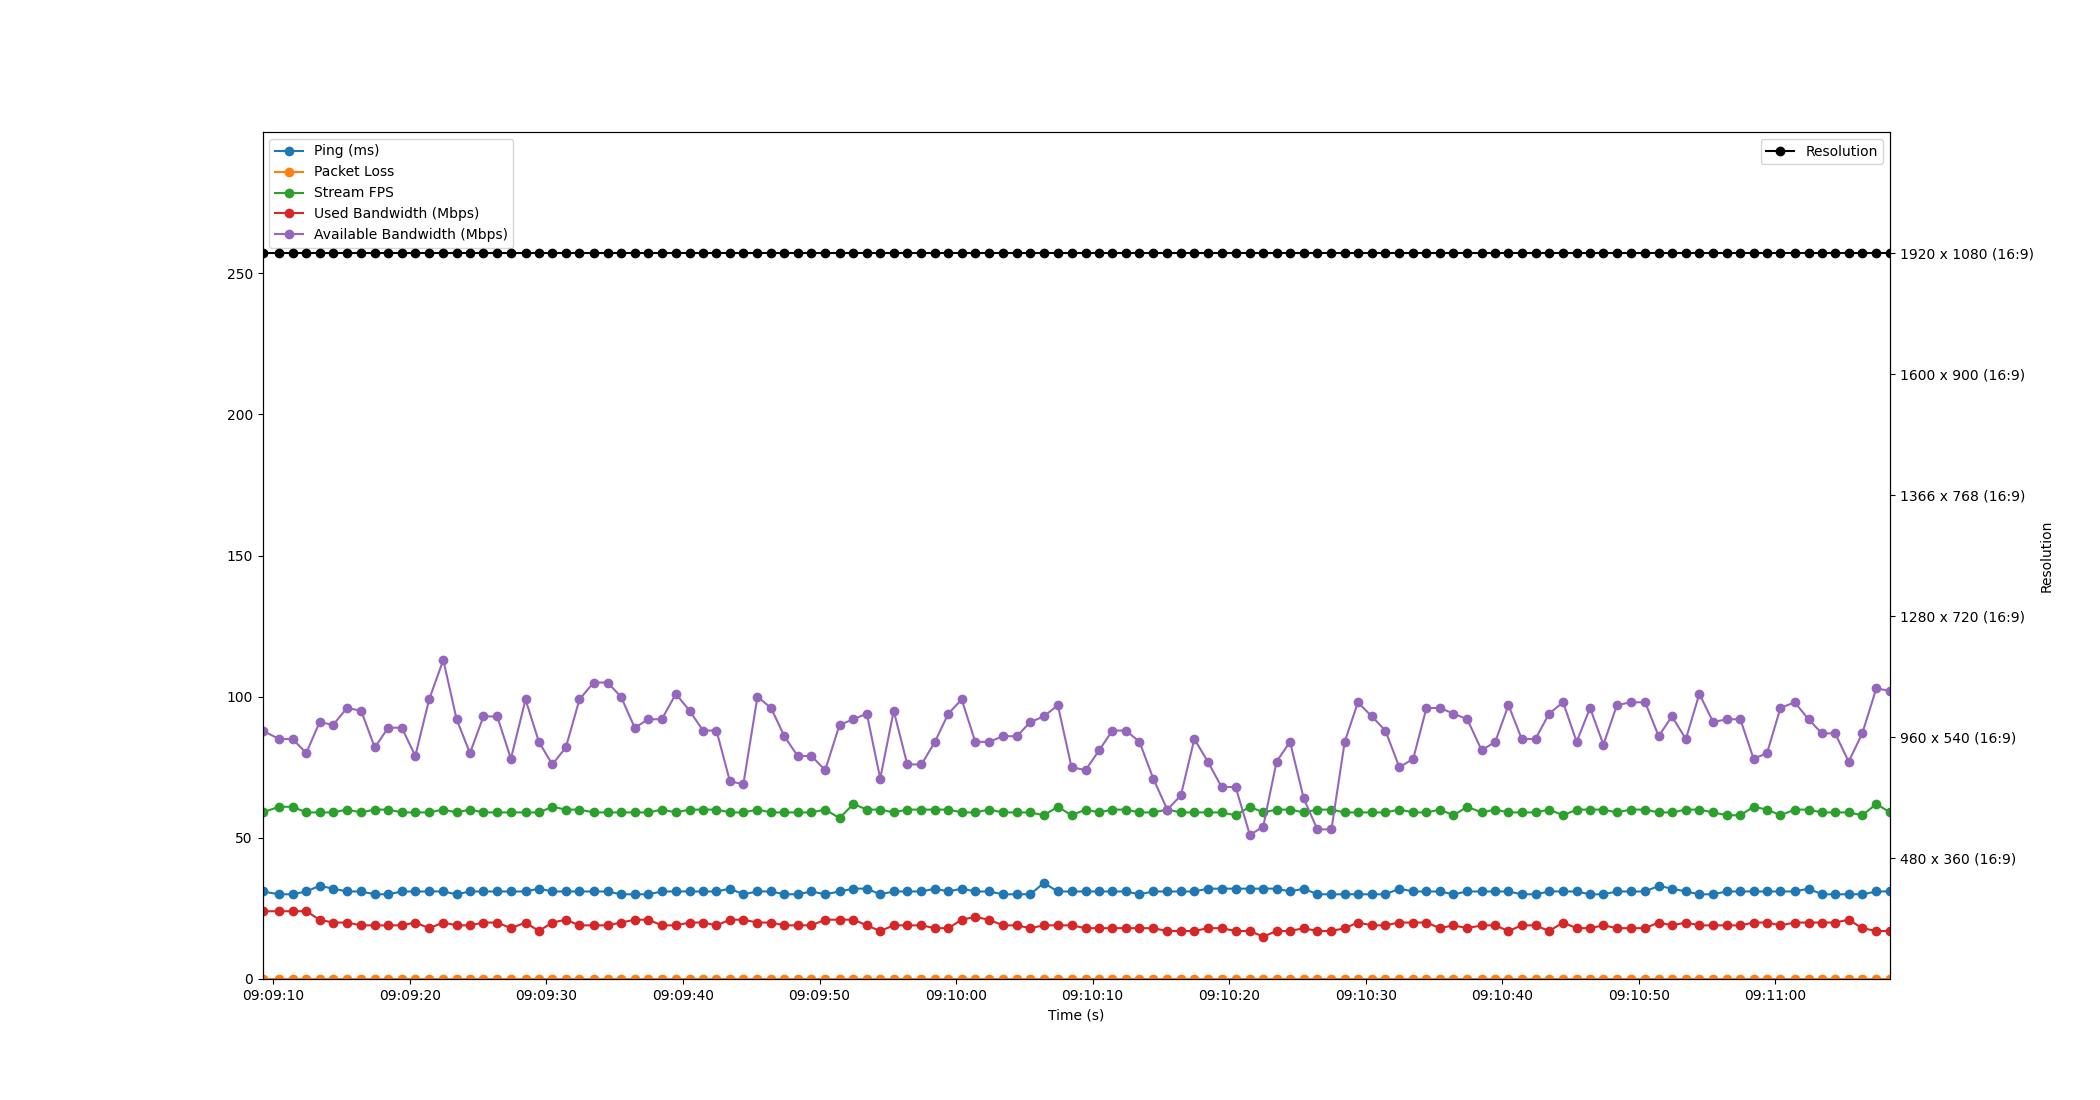 Ping (ms)
Packet Loss
Stream FPS
Used Bandwidth (Mbps)
Available Bandwidth (Mbps)
Resolution
250
200
150
100
50
0
1920 x 1080 (16:9)
1600 x 900 (16:9)
1366 x 768 (16:9)
1280 x 720 (16:9)
960 x 540 (16:9)
480 x 360 (16:9)
Resolution
09:09:10 09:09:20 09:09:30 09:09:40 09:09:50 09:10:00 09:10:10 09:10:20 09:10:30 09:10:40 09:10:50 09:11:00
Time (s)